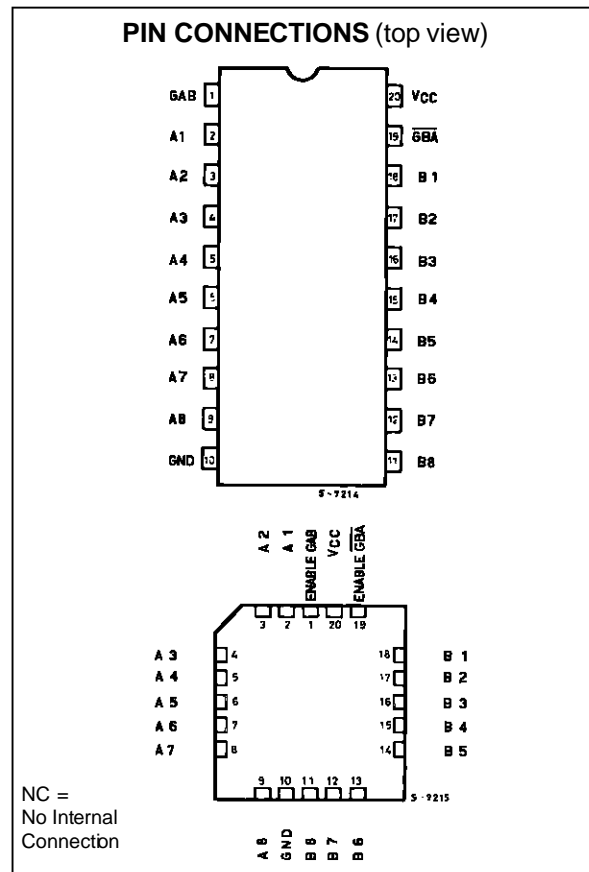 PIN CONNECTIONS (top view)
GAB 1 20 VCC
A1 2 19 GBA
A2 3 18 B1
A3 4 17 B2
A4 5 16 B3
A5 6 15 B4
A6 7 14 B5
A7 8 13 B6
A8 9 12 B7
GND 10 11 B8
S-7214
A2 A1 ENABLE GAB VCC ENABLE GBA
3 2 1 20 19
A3 4 18 B1
A4 5 17 B2
A5 6 16 B3
A6 7 15 B4
A7 8 14 B5
9 10 11 12 13
S-7215
A8 GND B8 B7 B6
NC =
No Internal
Connection